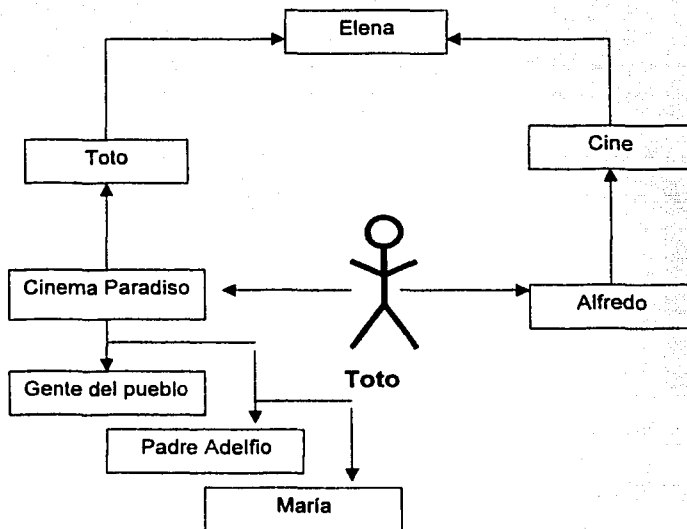 Elena
Toto
Cine
Cinema Paradiso
Alfredo
Toto
Gente del pueblo
Padre Adelfio
María